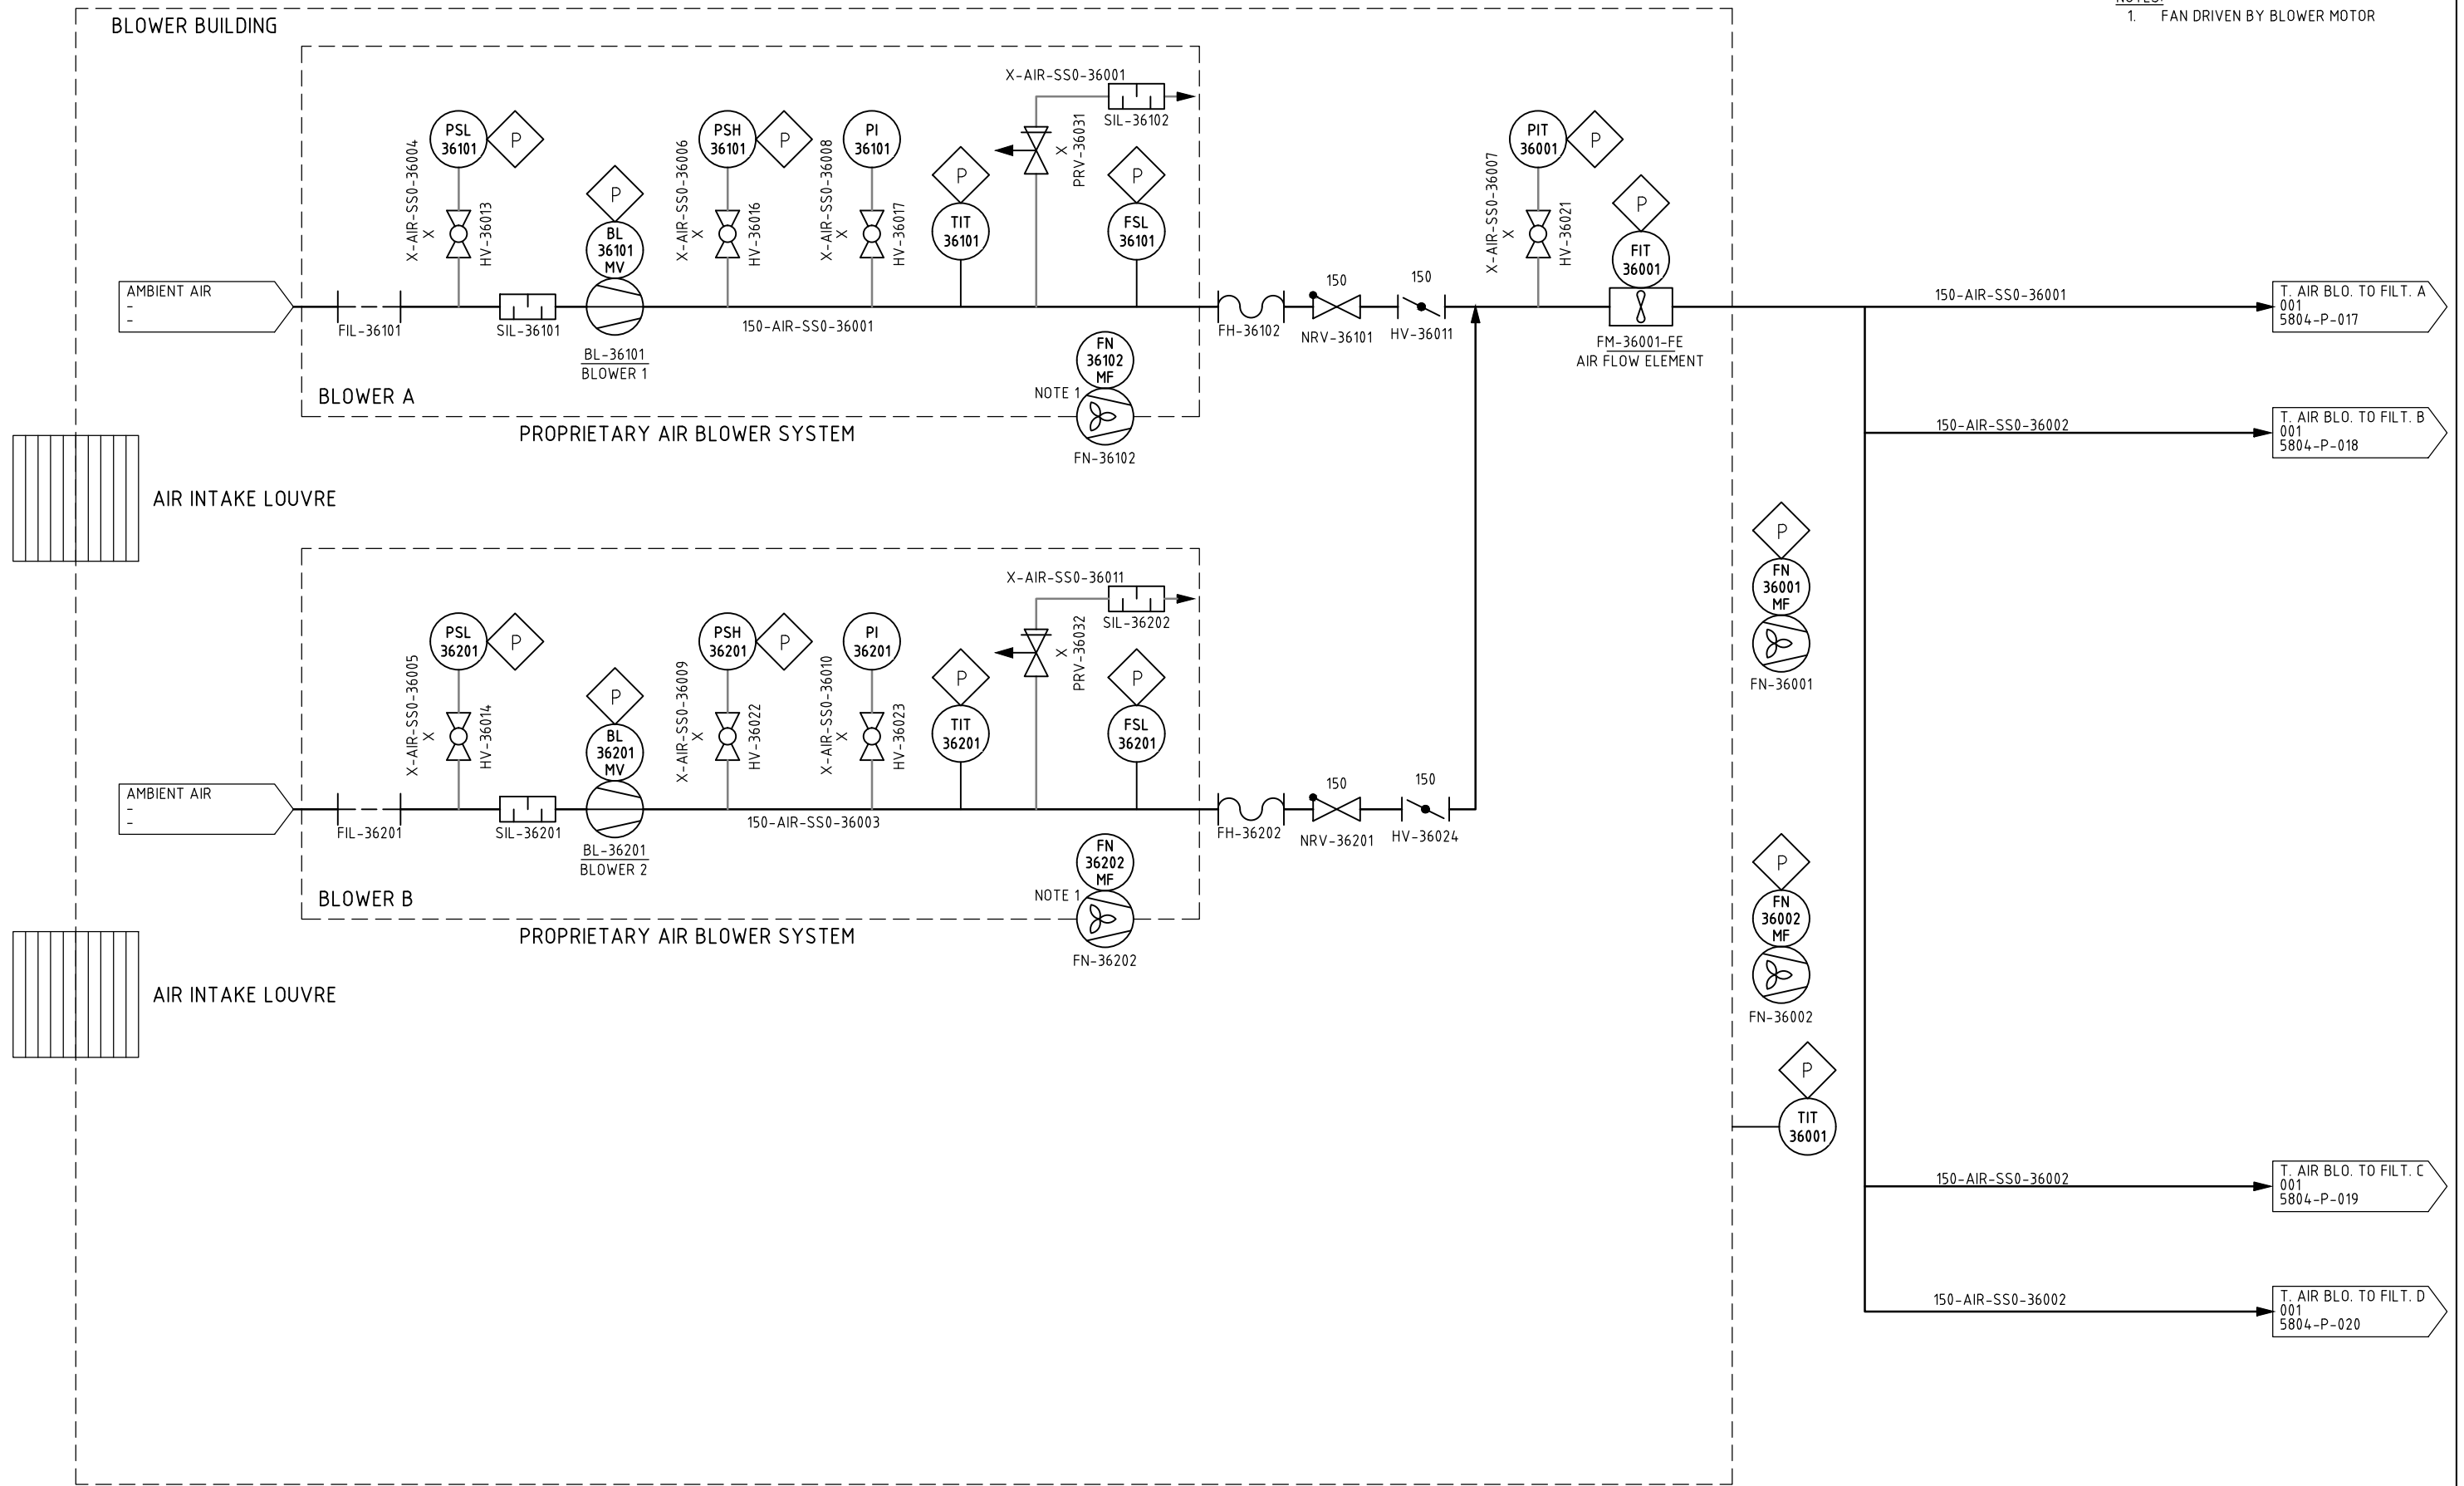 NOTES:
1. FAN DRIVEN BY BLOWER MOTOR
BLOWER BUILDING
X-AIR-SS0-36001
SIL-36102
PSL
36101
P
PSH
36101
P
PI
36101
PIT
36001
P
X-AIR-SS0-36004
X
HV-36013
X-AIR-SS0-36006
X
HV-36016
X-AIR-SS0-36008
X
HV-36017
X
PRV-36031
X-AIR-SS0-36007
X
HV-36021
P
BL
36101
MV
P
TIT
36101
P
FSL
36101
P
FIT
36001
AMBIENT AIR
-
-
FIL-36101
SIL-36101
BL-36101
BLOWER 1
150-AIR-SS0-36001
FH-36102
150
NRV-36101
150
HV-36011
FM-36001-FE
AIR FLOW ELEMENT
150-AIR-SS0-36001
T. AIR BLO. TO FILT. A
001
5804-P-017
FN
36102
MF
NOTE 1
FN-36102
BLOWER A
PROPRIETARY AIR BLOWER SYSTEM
150-AIR-SS0-36002
T. AIR BLO. TO FILT. B
001
5804-P-018
AIR INTAKE LOUVRE
P
FN
36001
MF
FN-36001
X-AIR-SS0-36011
SIL-36202
PSL
36201
P
PSH
36201
P
PI
36201
X-AIR-SS0-36005
X
HV-36014
X-AIR-SS0-36009
X
HV-36022
X-AIR-SS0-36010
X
HV-36023
X
PRV-36032
P
BL
36201
MV
P
TIT
36201
P
FSL
36201
AMBIENT AIR
-
-
FIL-36201
SIL-36201
BL-36201
BLOWER 2
150-AIR-SS0-36003
FH-36202
150
NRV-36201
150
HV-36024
FN
36202
MF
NOTE 1
FN-36202
BLOWER B
PROPRIETARY AIR BLOWER SYSTEM
P
FN
36002
MF
FN-36002
AIR INTAKE LOUVRE
P
TIT
36001
150-AIR-SS0-36002
T. AIR BLO. TO FILT. C
001
5804-P-019
150-AIR-SS0-36002
T. AIR BLO. TO FILT. D
001
5804-P-020